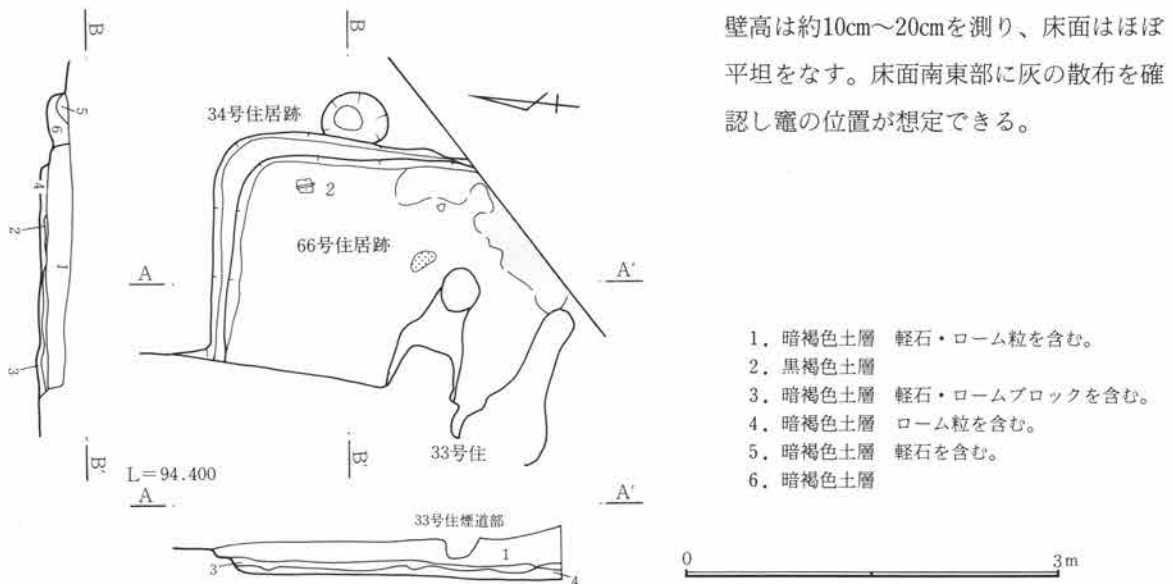 壁高は約10cm～20cmを測り、床面はほぼ
平坦をなす。床面南東部に灰の散布を確
認し竈の位置が想定できる。
B
B
5
6
4
2
1
3
34号住居跡
2
66号住居跡
A
A′
33号住
B′
B′
L＝94.400
A
A′
33号住煙道部
1
3
4
1．暗褐色土層　軽石・ローム粒を含む。
2．黒褐色土層
3．暗褐色土層　軽石・ロームブロックを含む。
4．暗褐色土層　ローム粒を含む。
5．暗褐色土層　軽石を含む。
6．暗褐色土層
0
3m